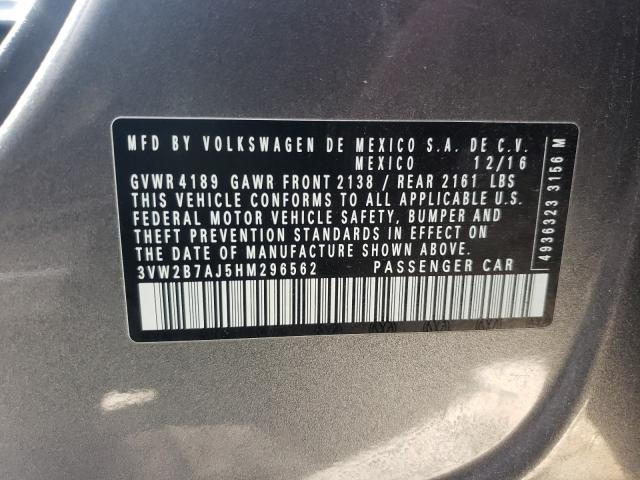 MFD BY VOLKSWAGEN DE MEXICO S.A. DE C.V.
MEXICO 12/16
GVWR 4189 GAWR FRONT 2138 / REAR 2161 LBS
THIS VEHICLE CONFORMS TO ALL APPLICABLE U.S.
FEDERAL MOTOR VEHICLE SAFETY, BUMPER AND
THEFT PREVENTION STANDARDS IN EFFECT ON
THE DATE OF MANUFACTURE SHOWN ABOVE.
3VW2B7AJ5HM296562 PASSENGER CAR
4936323 3156 M